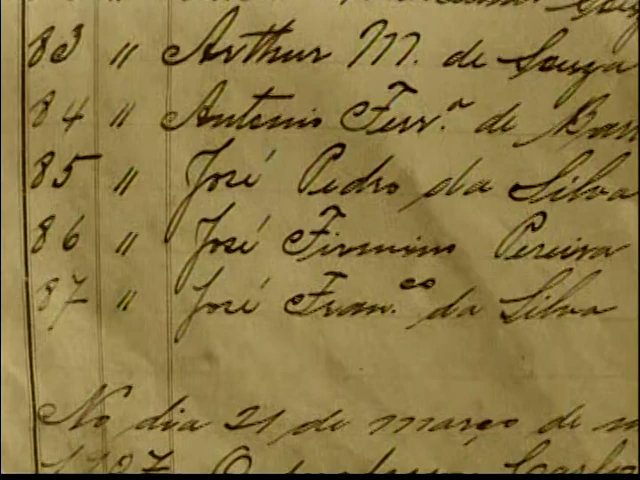 83 " Arthur M. de Souza
84 " Antonio Ferr.ª de
85 " José Pedro da Silva
86 " José Firmino Pereira
87 " José Fran.co da Silva
No dia 21 de março de
1907